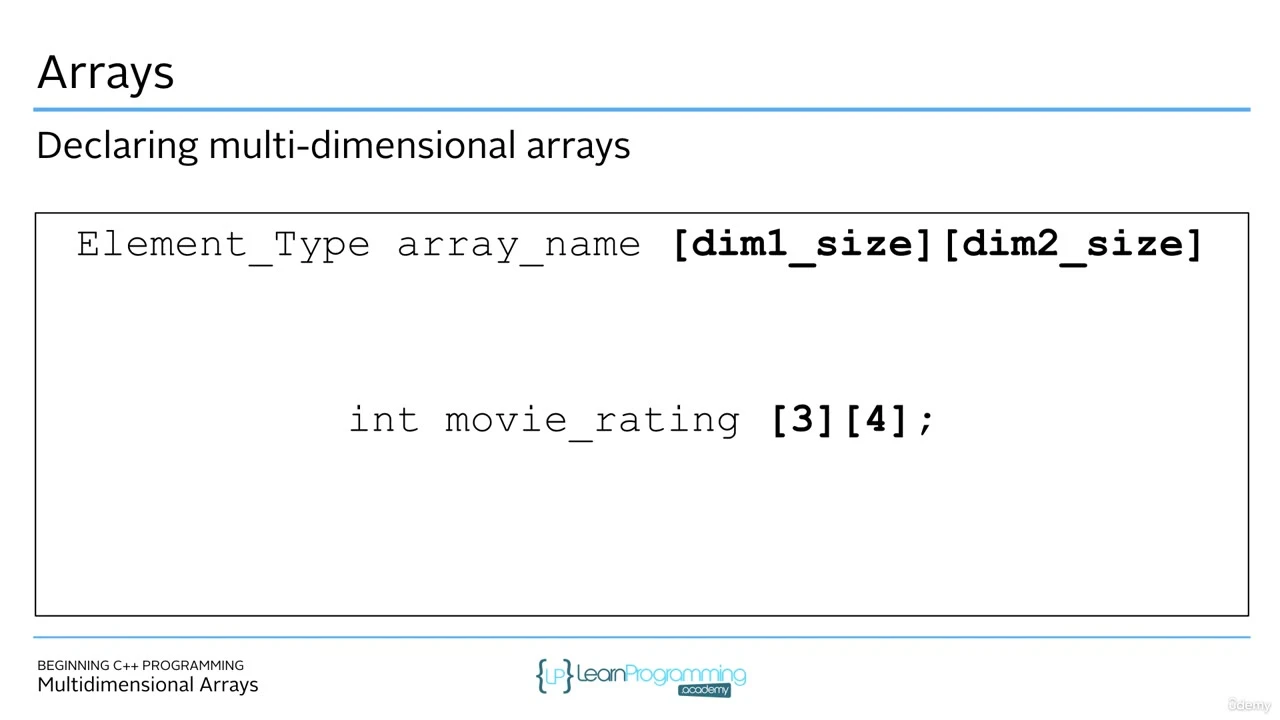 Arrays
Declaring multi-dimensional arrays
Element_Type array_name [dim1_size][dim2_size]
int movie_rating [3][4];
BEGINNING C++ PROGRAMMING
Multidimensional Arrays
{LP}LearnProgramming
.academy
ûdemy